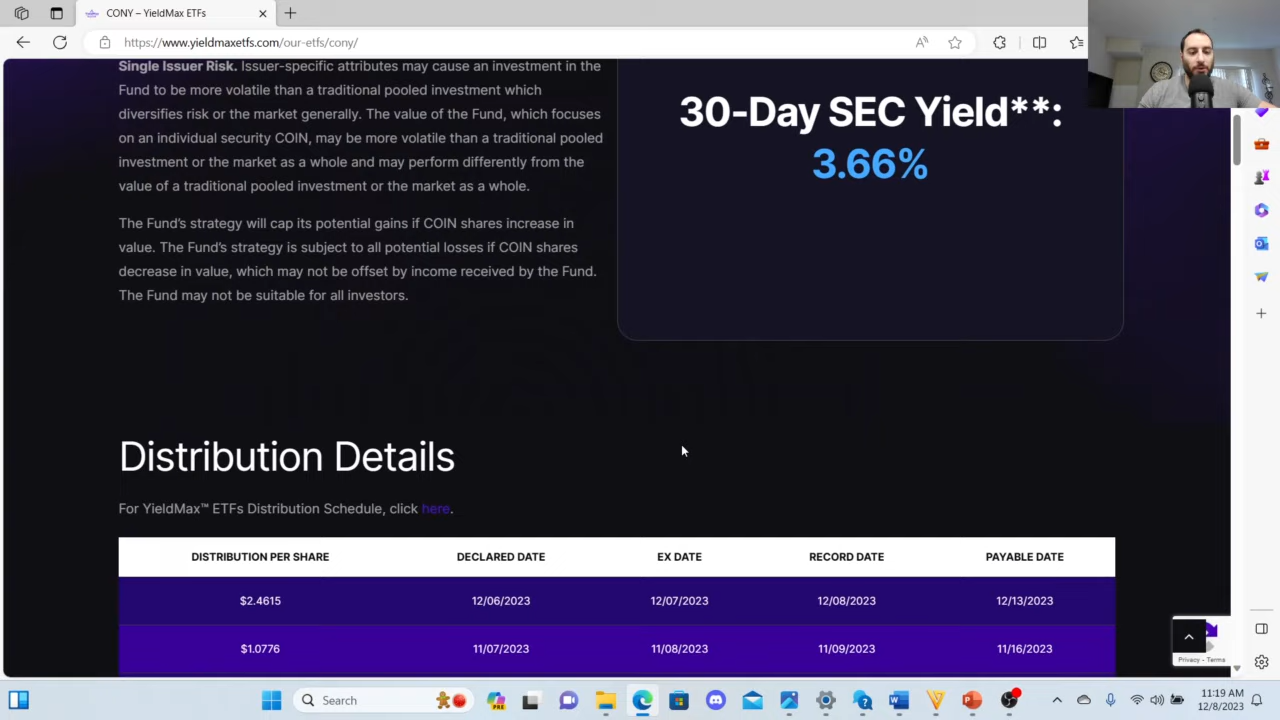 CONY – YieldMax ETFs
https://www.yieldmaxetfs.com/our-etfs/cony/
Single Issuer Risk. Issuer-specific attributes may cause an investment in the
Fund to be more volatile than a traditional pooled investment which
diversifies risk or the market generally. The value of the Fund, which focuses
on an individual security COIN, may be more volatile than a traditional pooled
investment or the market as a whole and may perform differently from the
value of a traditional pooled investment or the market as a whole.
The Fund's strategy will cap its potential gains if COIN shares increase in
value. The Fund's strategy is subject to all potential losses if COIN shares
decrease in value, which may not be offset by income received by the Fund.
The Fund may not be suitable for all investors.
30-Day SEC Yield**:
3.66%
Distribution Details
For YieldMax™ ETFs Distribution Schedule, click here.
DISTRIBUTION PER SHARE DECLARED DATE EX DATE RECORD DATE PAYABLE DATE
$2.4615 12/06/2023 12/07/2023 12/08/2023 12/13/2023
$1.0776 11/07/2023 11/08/2023 11/09/2023 11/16/2023
Privacy - Terms
Search
11:19 AM
12/8/2023